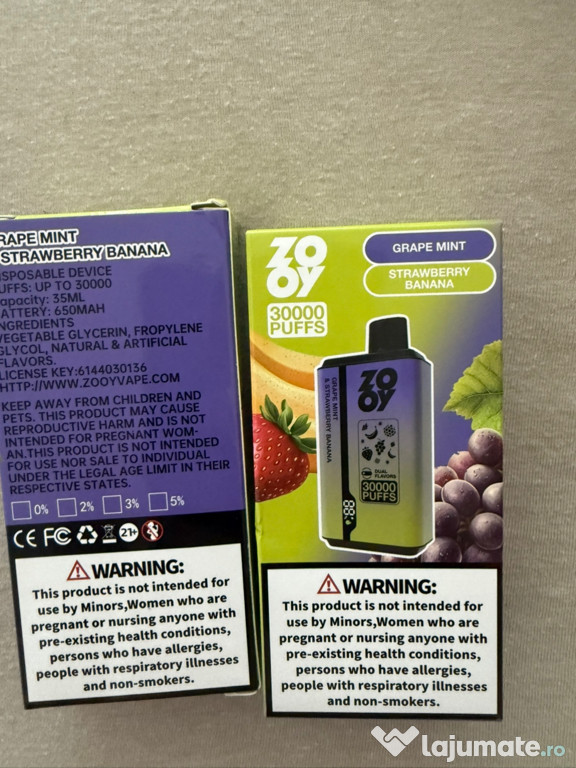 RAPE MINT
STRAWBERRY BANANA
ISPOSABLE DEVICE
UFFS: UP TO 30000
apacity: 35ML
ATTERY: 650MAH
NGREDIENTS
VEGETABLE GLYCERIN, FROPYLENE
GLYCOL, NATURAL & ARTIFICIAL
FLAVORS.
LICENSE KEY:6144030136
HTTP://WWW.ZOOYVAPE.COM
KEEP AWAY FROM CHILDREN AND
PETS. THIS PRODUCT MAY CAUSE
REPRODUCTIVE HARM AND IS NOT
INTENDED FOR PREGNANT WOM-
AN.THIS PRODUCT IS NOT INTENDED
FOR USE NOR SALE TO INDIVIDUAL
UNDER THE LEGAL AGE LIMIT IN THEIR
RESPECTIVE STATES.
0% 2% 3% 5%
CE FC 21+
WARNING:
This product is not intended for
use by Minors,Women who are
pregnant or nursing anyone with
pre-existing health conditions,
persons who have allergies,
people with respiratory illnesses
and non-smokers.
ZO
OY
30000
PUFFS
GRAPE MINT
STRAWBERRY
BANANA
ZO
OY
GRAPE MINT
& STRAWBERRY BANANA
DUAL
FLAVORS
30000
PUFFS
WARNING:
This product is not intended for
use by Minors,Women who are
pregnant or nursing anyone with
pre-existing health conditions,
persons who have allergies,
people with respiratory illnesses
and non-smokers.
lajumate.ro